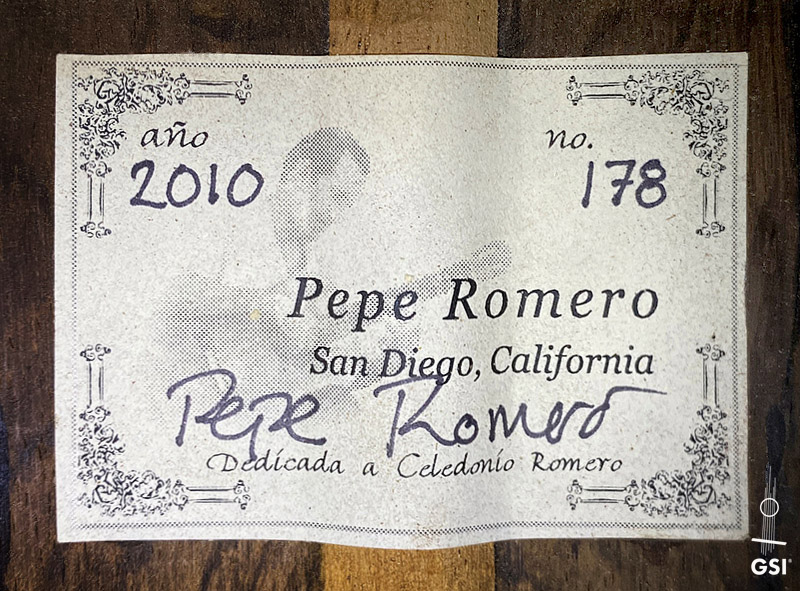 año no.
2010 178
Pepe Romero
San Diego, California
Pepe Romero
Dedicada a Celedonio Romero
GSI®